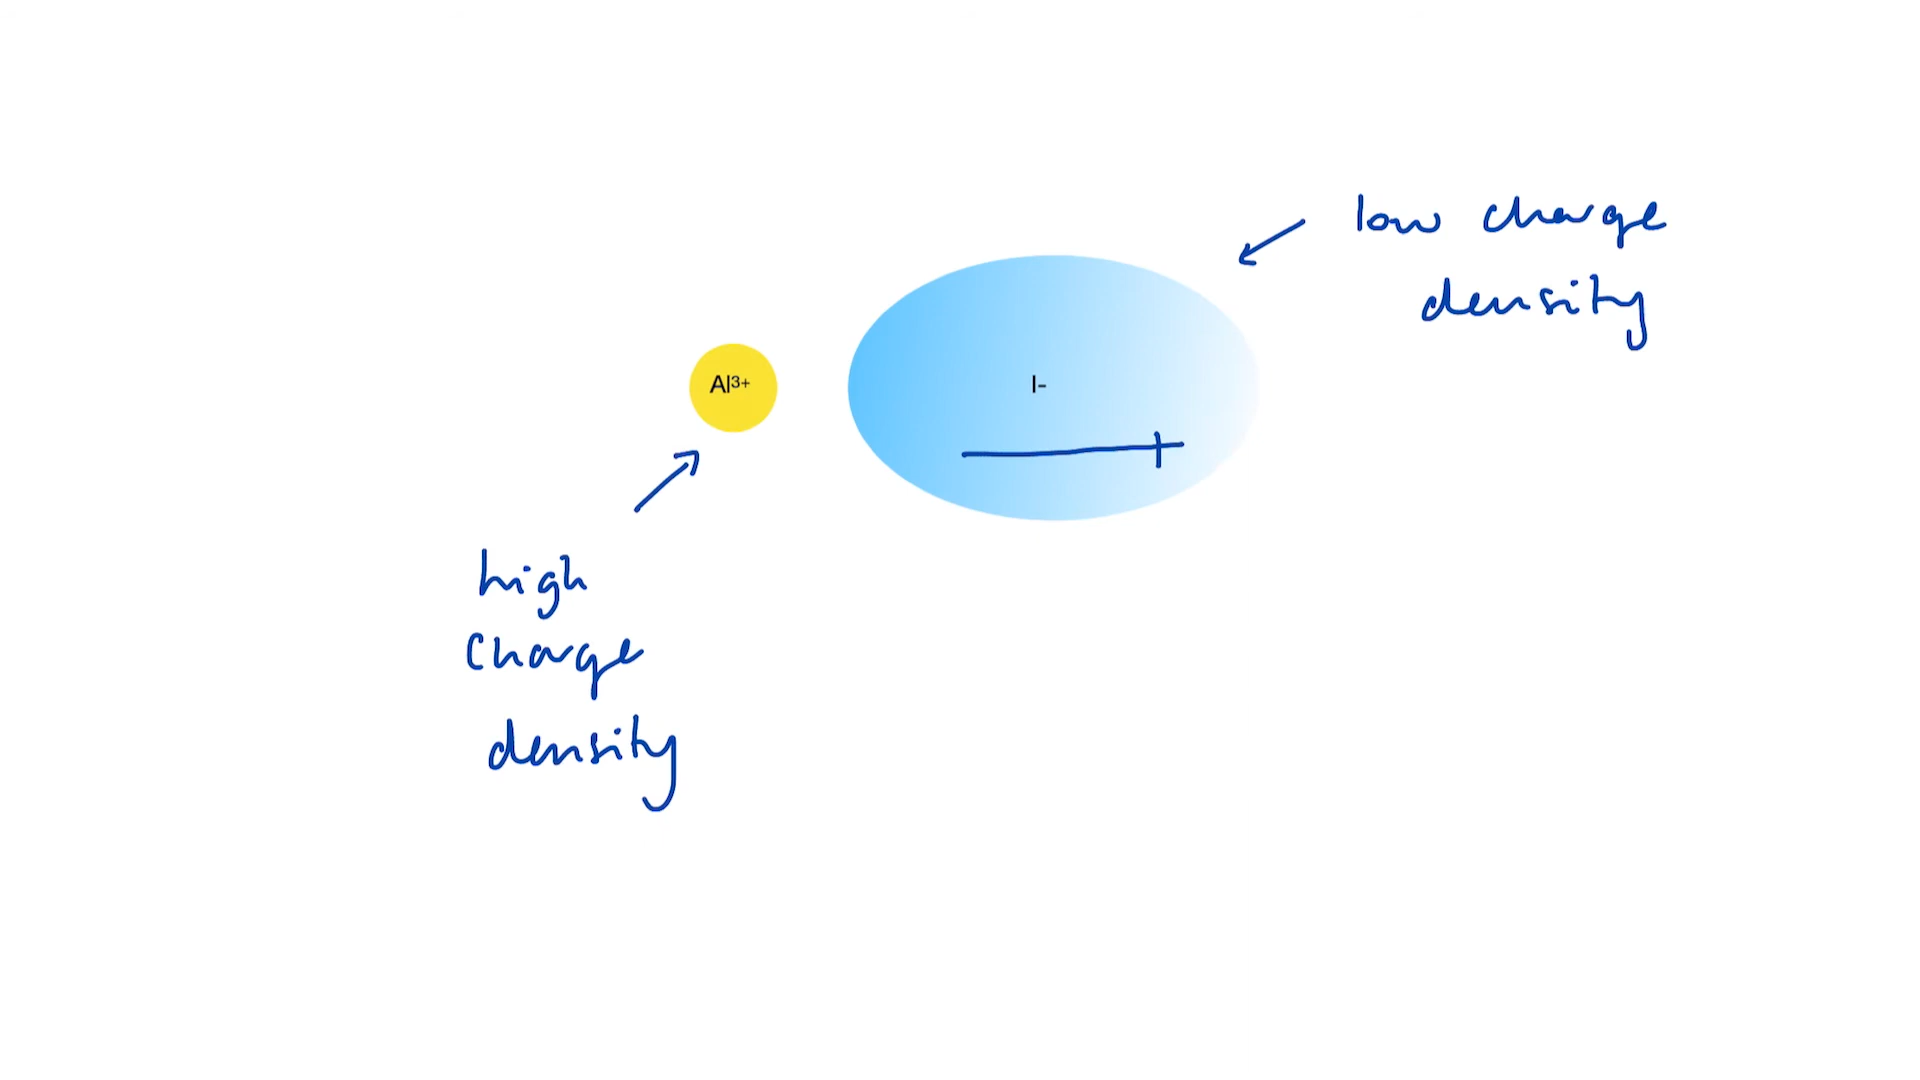 low charge
density
Al³⁺
I-
high
charge
density